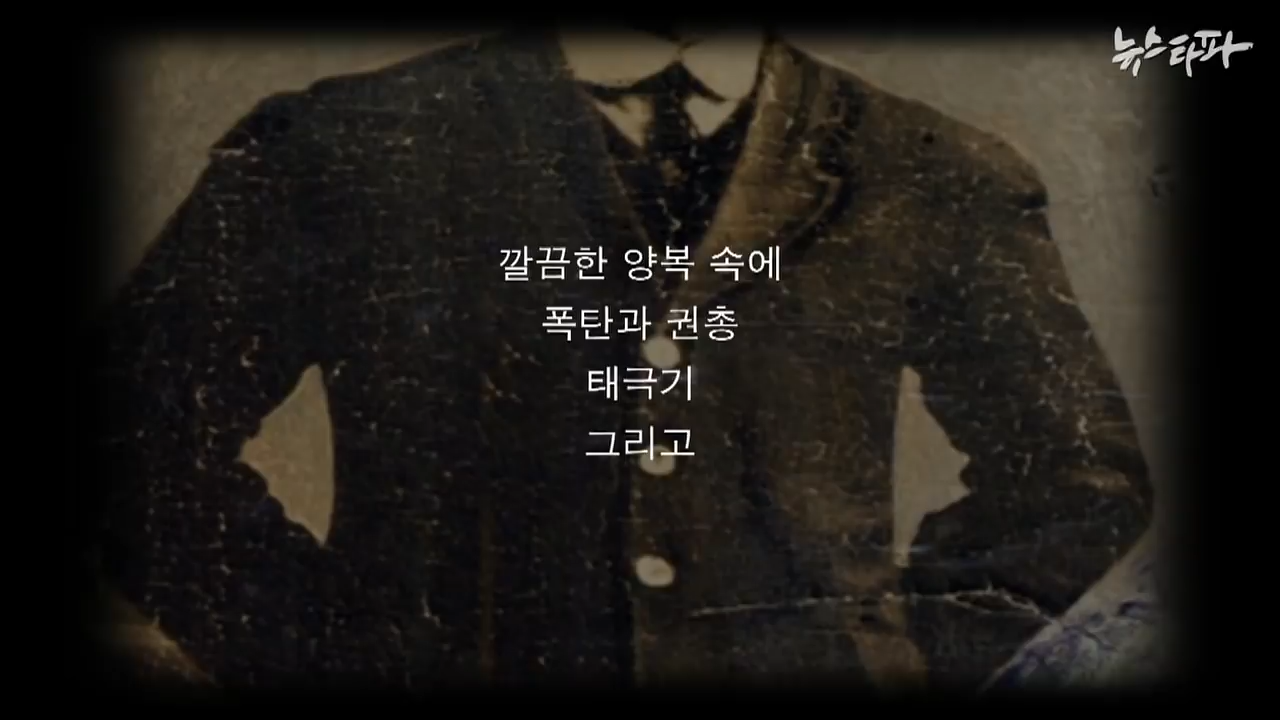 뉴스타파
깔끔한 양복 속에
폭탄과 권총
태극기
그리고